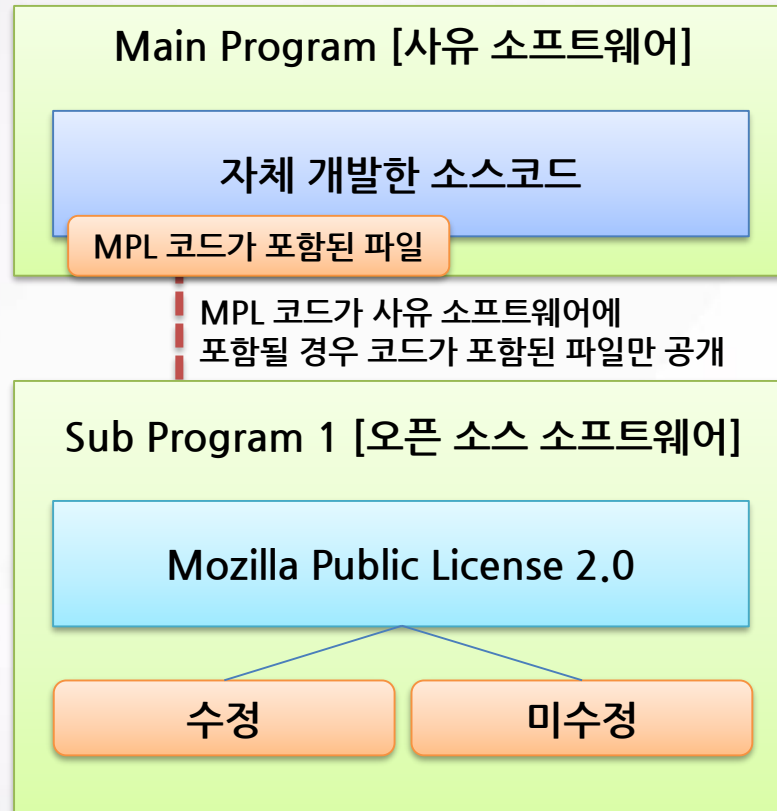 Main Program [사유 소프트웨어]
자체 개발한 소스코드
MPL 코드가 포함된 파일
MPL 코드가 사유 소프트웨어에
포함될 경우 코드가 포함된 파일만 공개
Sub Program 1 [오픈 소스 소프트웨어]
Mozilla Public License 2.0
수정
미수정